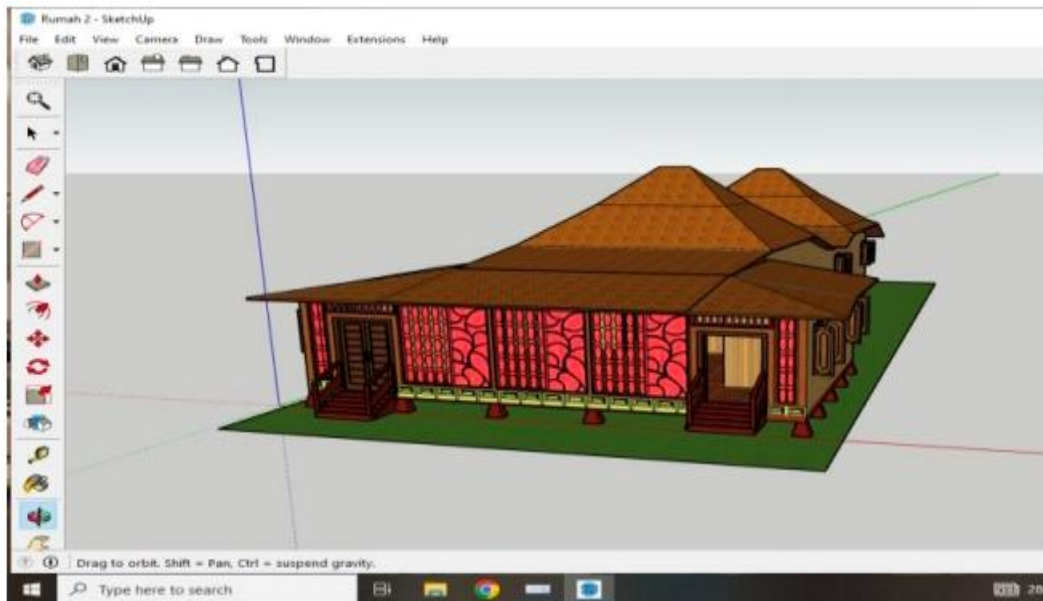 Rumah 2 - SketchUp
File Edit View Camera Draw Tools Window Extensions Help
Drag to orbit. Shift = Pan, Ctrl = suspend gravity.
Type here to search
28